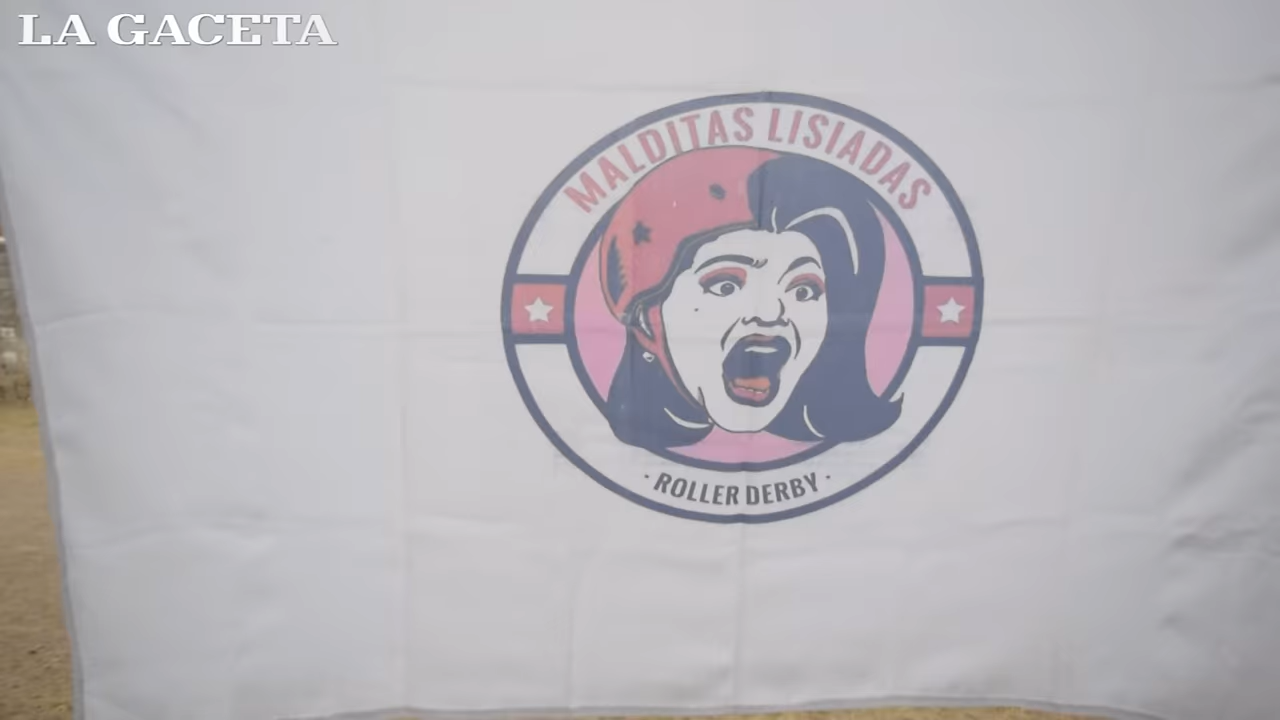 LA GACETA
MALDITAS LISIADAS
· ROLLER DERBY ·